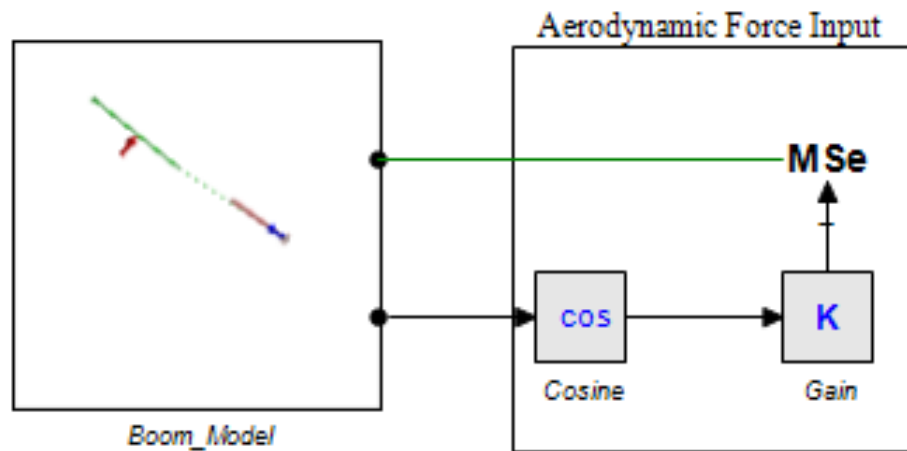 Aerodynamic Force Input
MSe
cos
K
Cosine
Gain
Boom_Model